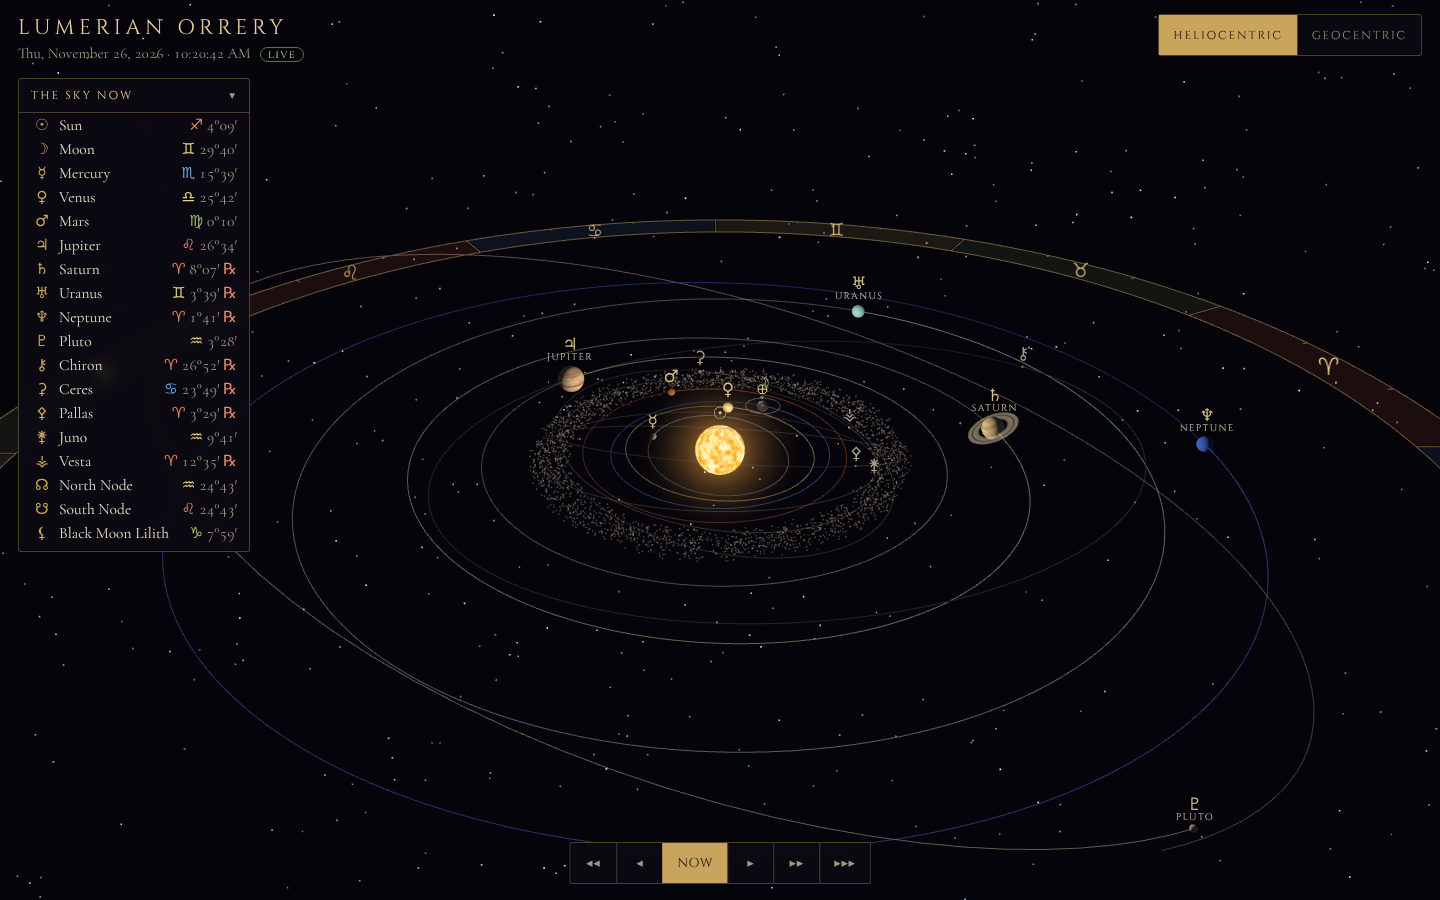 LUMERIAN ORRERY
Thu, November 26, 2026 · 10:20:42 AM LIVE
HELIOCENTRIC GEOCENTRIC
THE SKY NOW ▼
☉ Sun ♐ 4°09′
☽ Moon ♊ 29°40′
☿ Mercury ♏ 15°39′
♀ Venus ♎ 25°42′
♂ Mars ♍ 0°10′
♃ Jupiter ♌ 26°34′
♄ Saturn ♈ 8°07′ ℞
♅ Uranus ♊ 3°39′ ℞
♆ Neptune ♈ 1°41′ ℞
♇ Pluto ♒ 3°28′
⚷ Chiron ♈ 26°52′ ℞
⚳ Ceres ♋ 23°49′ ℞
⚴ Pallas ♈ 3°29′ ℞
⚵ Juno ♒ 9°41′
⚶ Vesta ♈ 12°35′ ℞
☊ North Node ♒ 24°43′
☋ South Node ♌ 24°43′
⚸ Black Moon Lilith ♑ 7°59′
♋ ♊
♌ ♉
♅
URANUS
♃
JUPITER
⚳ ⚷
♈
♂ ♀ ☽ ⊕
♄
SATURN
☿ ☉ ⚶
♆
NEPTUNE
⚴ ⚵
♇
PLUTO
◂◂ ◂ NOW ▸ ▸▸ ▸▸▸